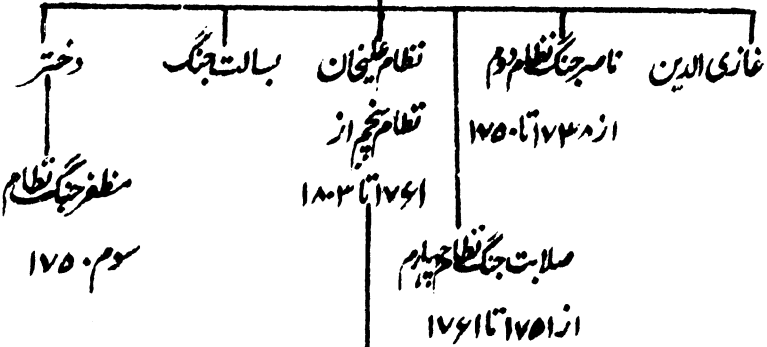 غازی الدین
ناصر جنگ نظام دوم
از ۱۷۴۸ تا ۱۷۵۰
صلابت جنگ نظام چہارم
از ۱۷۵۱ تا ۱۷۶۱
نظام علیخان
نظام پنجم از
۱۷۶۱ تا ۱۸۰۳
بسالت جنگ
دختر
مظفر جنگ نظام
سوم ۱۷۵۰